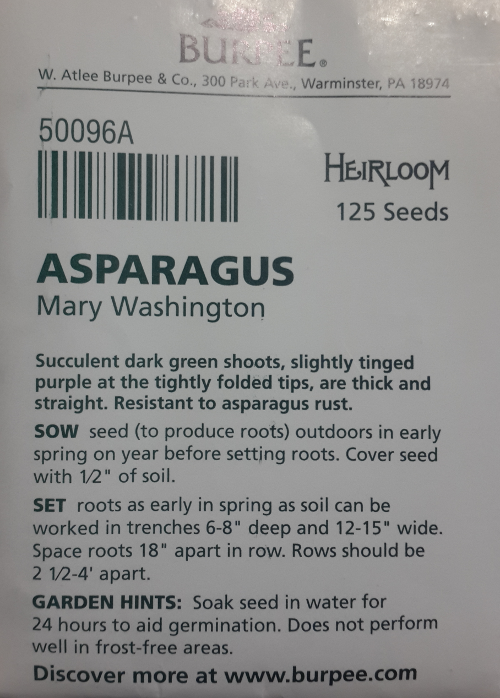 BURPEE®
W. Atlee Burpee & Co., 300 Park Ave., Warminster, PA 18974
50096A
HEIRLOOM
125 Seeds
ASPARAGUS
Mary Washington
Succulent dark green shoots, slightly tinged
purple at the tightly folded tips, are thick and
straight. Resistant to asparagus rust.
SOW seed (to produce roots) outdoors in early
spring on year before setting roots. Cover seed
with 1/2" of soil.
SET roots as early in spring as soil can be
worked in trenches 6-8" deep and 12-15" wide.
Space roots 18" apart in row. Rows should be
2 1/2-4' apart.
GARDEN HINTS: Soak seed in water for
24 hours to aid germination. Does not perform
well in frost-free areas.
Discover more at www.burpee.com